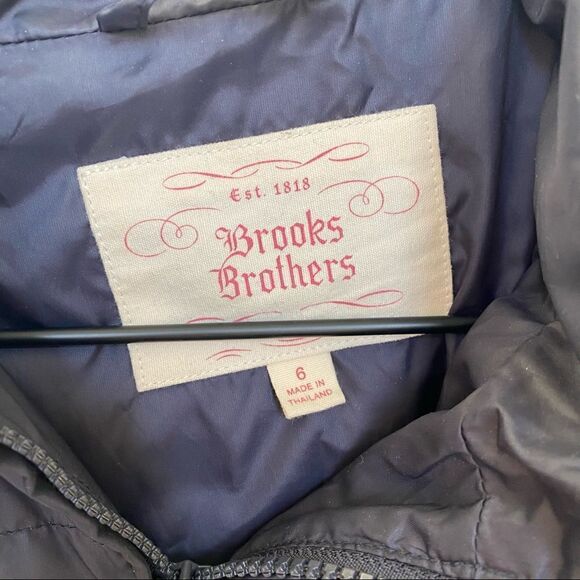 Est. 1818
Brooks
Brothers
6
MADE IN
THAILAND